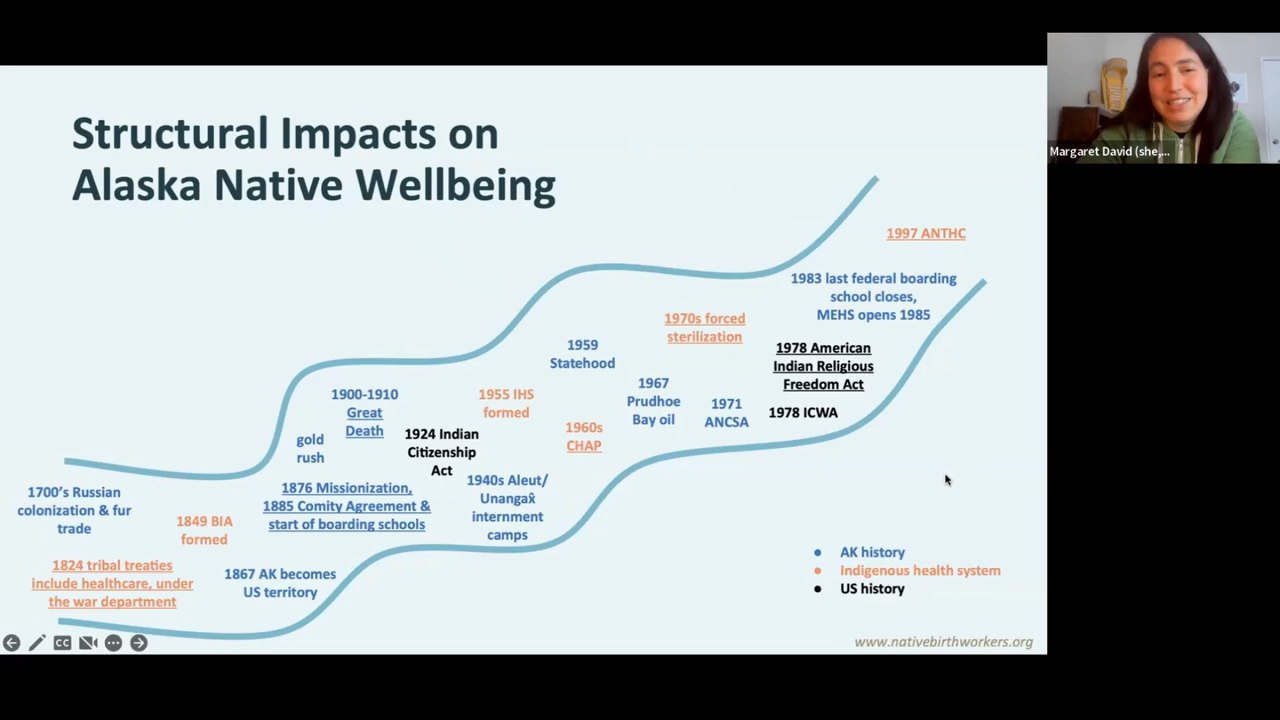 Structural Impacts on
Alaska Native Wellbeing
Margaret David (she,...
1997 ANTHC
1983 last federal boarding
school closes,
MEHS opens 1985
1970s forced
sterilization
1978 American
Indian Religious
Freedom Act
1959
Statehood
1967
Prudhoe
Bay oil
1971
ANCSA
1978 ICWA
1900-1910
Great
Death
1955 IHS
formed
1960s
CHAP
gold
rush
1924 Indian
Citizenship
Act
1940s Aleut/
Unangax̂
internment
camps
1876 Missionization,
1885 Comity Agreement &
start of boarding schools
1700's Russian
colonization & fur
trade
1849 BIA
formed
1824 tribal treaties
include healthcare, under
the war department
1867 AK becomes
US territory
• AK history
• Indigenous health system
• US history
CC
www.nativebirthworkers.org